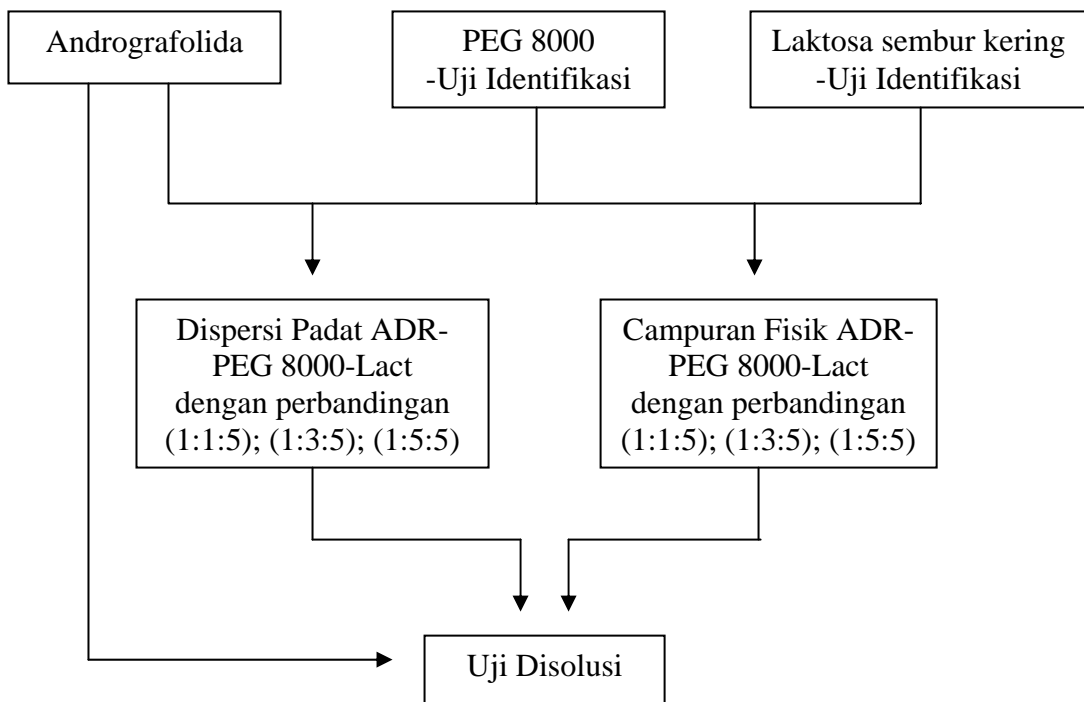 Andrografolida
PEG 8000
-Uji Identifikasi
Laktosa sembur kering
-Uji Identifikasi
Dispersi Padat ADR-
PEG 8000-Lact
dengan perbandingan
(1:1:5); (1:3:5); (1:5:5)
Campuran Fisik ADR-
PEG 8000-Lact
dengan perbandingan
(1:1:5); (1:3:5); (1:5:5)
Uji Disolusi